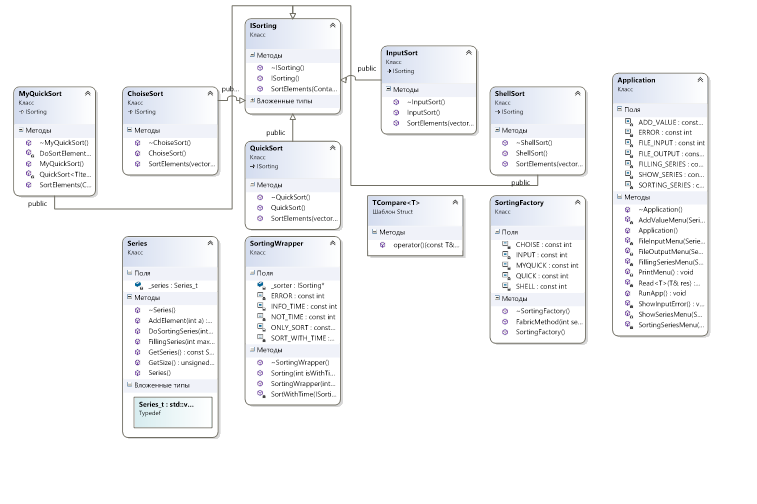 ISorting
Класс
Методы
~ISorting()
ISorting()
SortElements(Conta...
Вложенные типы
InputSort
Класс
ISorting
Методы
~InputSort()
InputSort()
SortElements(vector...
public
MyQuickSort
Класс
ISorting
Методы
~MyQuickSort()
DoSortElement...
MyQuickSort()
QuickSort<TIte...
SortElements(C...
public
ChoiseSort
Класс
ISorting
Методы
~ChoiseSort()
ChoiseSort()
SortElements(vector...
pub...
QuickSort
Класс
ISorting
Методы
~QuickSort()
QuickSort()
SortElements(vector...
public
ShellSort
Класс
ISorting
Методы
~ShellSort()
ShellSort()
SortElements(vector...
public
Application
Класс
Поля
ADD_VALUE : const...
ERROR : const int
FILE_INPUT : const int
FILE_OUTPUT : cons...
FILLING_SERIES : co...
SHOW_SERIES : con...
SORTING_SERIES : c...
Методы
~Application()
AddValueMenu(Seri...
Application()
FileInputMenu(Serie...
FileOutputMenu(Se...
FillingSeriesMenu(S...
PrintMenu() : void
Read<T>(T& res) :...
RunApp() : void
ShowInputError() : v...
ShowSeriesMenu(...
SortingSeriesMenu(...
TCompare<T>
Шаблон Struct
Методы
operator()(const T&...
SortingFactory
Класс
Поля
CHOISE : const int
INPUT : const int
MYQUICK : const int
QUICK : const int
SHELL : const int
Методы
~SortingFactory()
FabricMethod(int se...
SortingFactory()
Series
Класс
Поля
_series : Series_t
Методы
~Series()
AddElement(int a) :...
DoSortingSeries(int...
FillingSeries(int max...
GetSeries() : const S...
GetSize() : unsigned...
Series()
Вложенные типы
Series_t : std::v...
Typedef
SortingWrapper
Класс
Поля
_sorter : ISorting*
ERROR : const int
INFO_TIME : const int
NOT_TIME : const int
ONLY_SORT : const...
SORT_WITH_TIME :...
Методы
~SortingWrapper()
Sorting(int isWithTi...
SortingWrapper(int...
SortWithTime(ISorti...